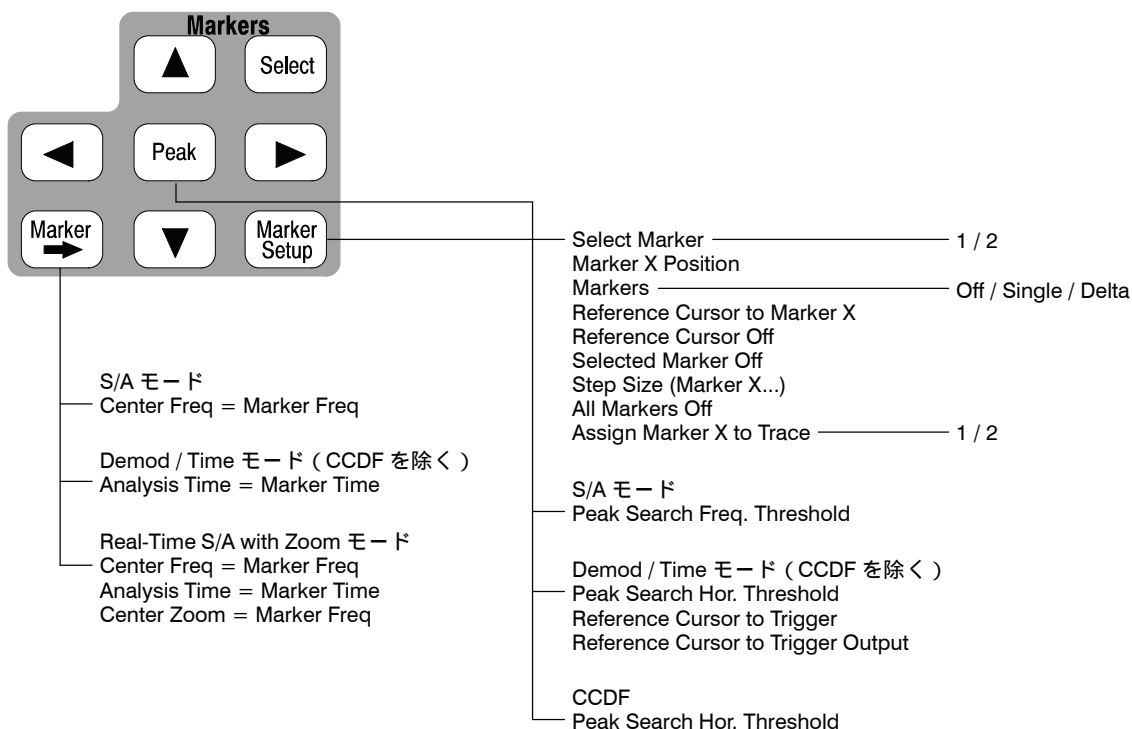 Markers
Select
Peak
Marker
Marker
Setup
Select Marker 1 / 2
Marker X Position
Markers Off / Single / Delta
Reference Cursor to Marker X
Reference Cursor Off
Selected Marker Off
Step Size (Marker X...)
All Markers Off
Assign Marker X to Trace 1 / 2
S/A モード
Peak Search Freq. Threshold
Demod / Time モード（CCDF を除く）
Peak Search Hor. Threshold
Reference Cursor to Trigger
Reference Cursor to Trigger Output
CCDF
Peak Search Hor. Threshold
S/A モード
Center Freq = Marker Freq
Demod / Time モード（CCDF を除く）
Analysis Time = Marker Time
Real-Time S/A with Zoom モード
Center Freq = Marker Freq
Analysis Time = Marker Time
Center Zoom = Marker Freq